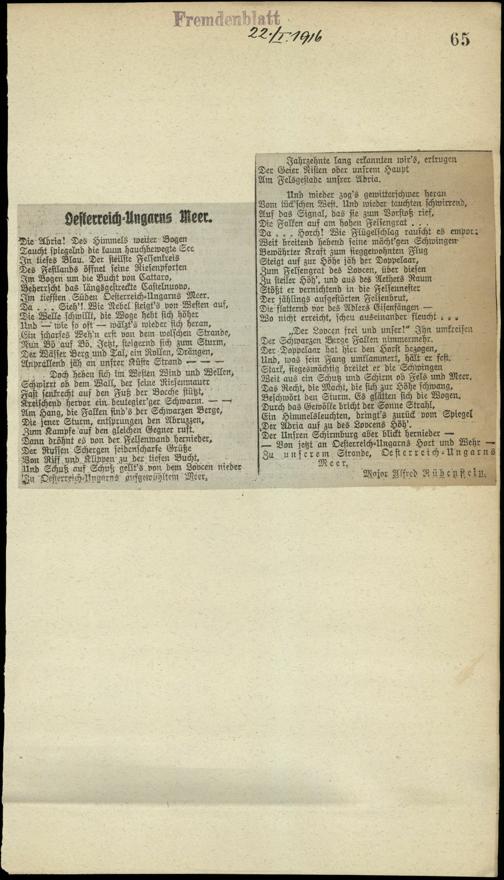 Fremdenblatt
22./I. 1916
65
Oesterreich-Ungarns Meer.
Die Adria! Des Himmels weiter Bogen
Taucht spiegelnd die kaum hauchbewegte See
In tiefes Blau. Der steilste Felsenkreis
Des Festlands öffnet seine Riesenpforten
Im Bogen um die Bucht von Cattaro,
Beherrscht das längsgestreckte Castelnuovo,
Im tiefsten Süden Oesterreich-Ungarns Meer.
Da . . . Sieh'! Wie Nebel steigt's von Westen auf,
Die Welle schwillt, die Woge hebt sich höher
Und — wie so oft — wälzt's wieder sich heran,
Ein scharfes Weh'n erst von dem welschen Strande,
Nun Bö auf Bö. Jetzt, steigernd sich zum Sturm,
Der Wässer Berg und Tal, ein Rollen, Drängen,
Anprallend jäh an unsrer Küste Strand — — —
Doch heben sich im Westen Wind und Wellen,
Schwirrt ob dem Wall, der seine Riesenmauer
Fast senkrecht auf den Fuß der Bocche stützt,
Kreischend hervor ein beutegier'ger Schwarm. — —
Am Hang, die Falken sind's der Schwarzen Berge,
Die jener Sturm, entsprungen den Abruzzen,
Zum Kampfe auf den gleichen Gegner ruft.
Dann dröhnt es von der Felsenwand hernieder,
Der Russen Schergen heidenscharfe Grüße
Von Riff und Klippen zu der tiefen Bucht,
Und Schuß auf Schuß gellt's von dem Lovcen nieder
Zu Oesterreich-Ungarns aufgewühltem Meer,
Jahrzehnte lang erkannten wir's, ertrugen
Der Geier Nisten ober unsrem Haupt
Am Felsgestade unsrer Adria.
Und wieder zog's gewitterschwer heran
Vom tück'schen West. Und wieder tauchten schwirrend,
Auf das Signal, das sie zum Vorstoß rief,
Die Falken auf am hohen Felsengrat . . .
Da . . . Horch! Wie Flügelschlag rauscht es empor;
Weit breitend hebend seine mächt'gen Schwingen
Bewährter Kraft zum sieggewohnten Flug
Steigt auf zur Höhe jäh der Doppelaar,
Zum Felsengrat des Lovcen, über diesen
Zu steiler Höh', und aus des Aethers Raum
Stößt er vernichtend in die Felsennester
Der jählings aufgestörten Felsenbrut,
Die flatternd vor des Adlers Eisenfängen —
Wo nicht erreicht, scheu auseinander fleucht . . .
„Der Lovcen frei und unser!“ Ihn umkreisen
Der Schwarzen Berge Falken nimmermehr.
Der Doppelaar hat hier den Horst bezogen,
Und, was sein Fang umklammert, hält er fest.
Stark, siegesmächtig breitet er die Schwingen
Weit aus ein Schutz und Schirm ob Fels und Meer.
Das Recht, die Macht, die sich zur Höhe schwang,
Beschwört den Sturm. Es glätten sich die Wogen,
Durch das Gewölke bricht der Sonne Strahl,
Ein Himmelsleuchten, bringt's zurück vom Spiegel
Der Adria auf zu des Lovcens Höh'.
Der Unsren Schirmburg aber blickt hernieder —
— Von jetzt an Oesterreich-Ungarns Hort und Wehr —
Zu unserem Strande, Oesterreich-Ungarns
Meer,
Major Alfred